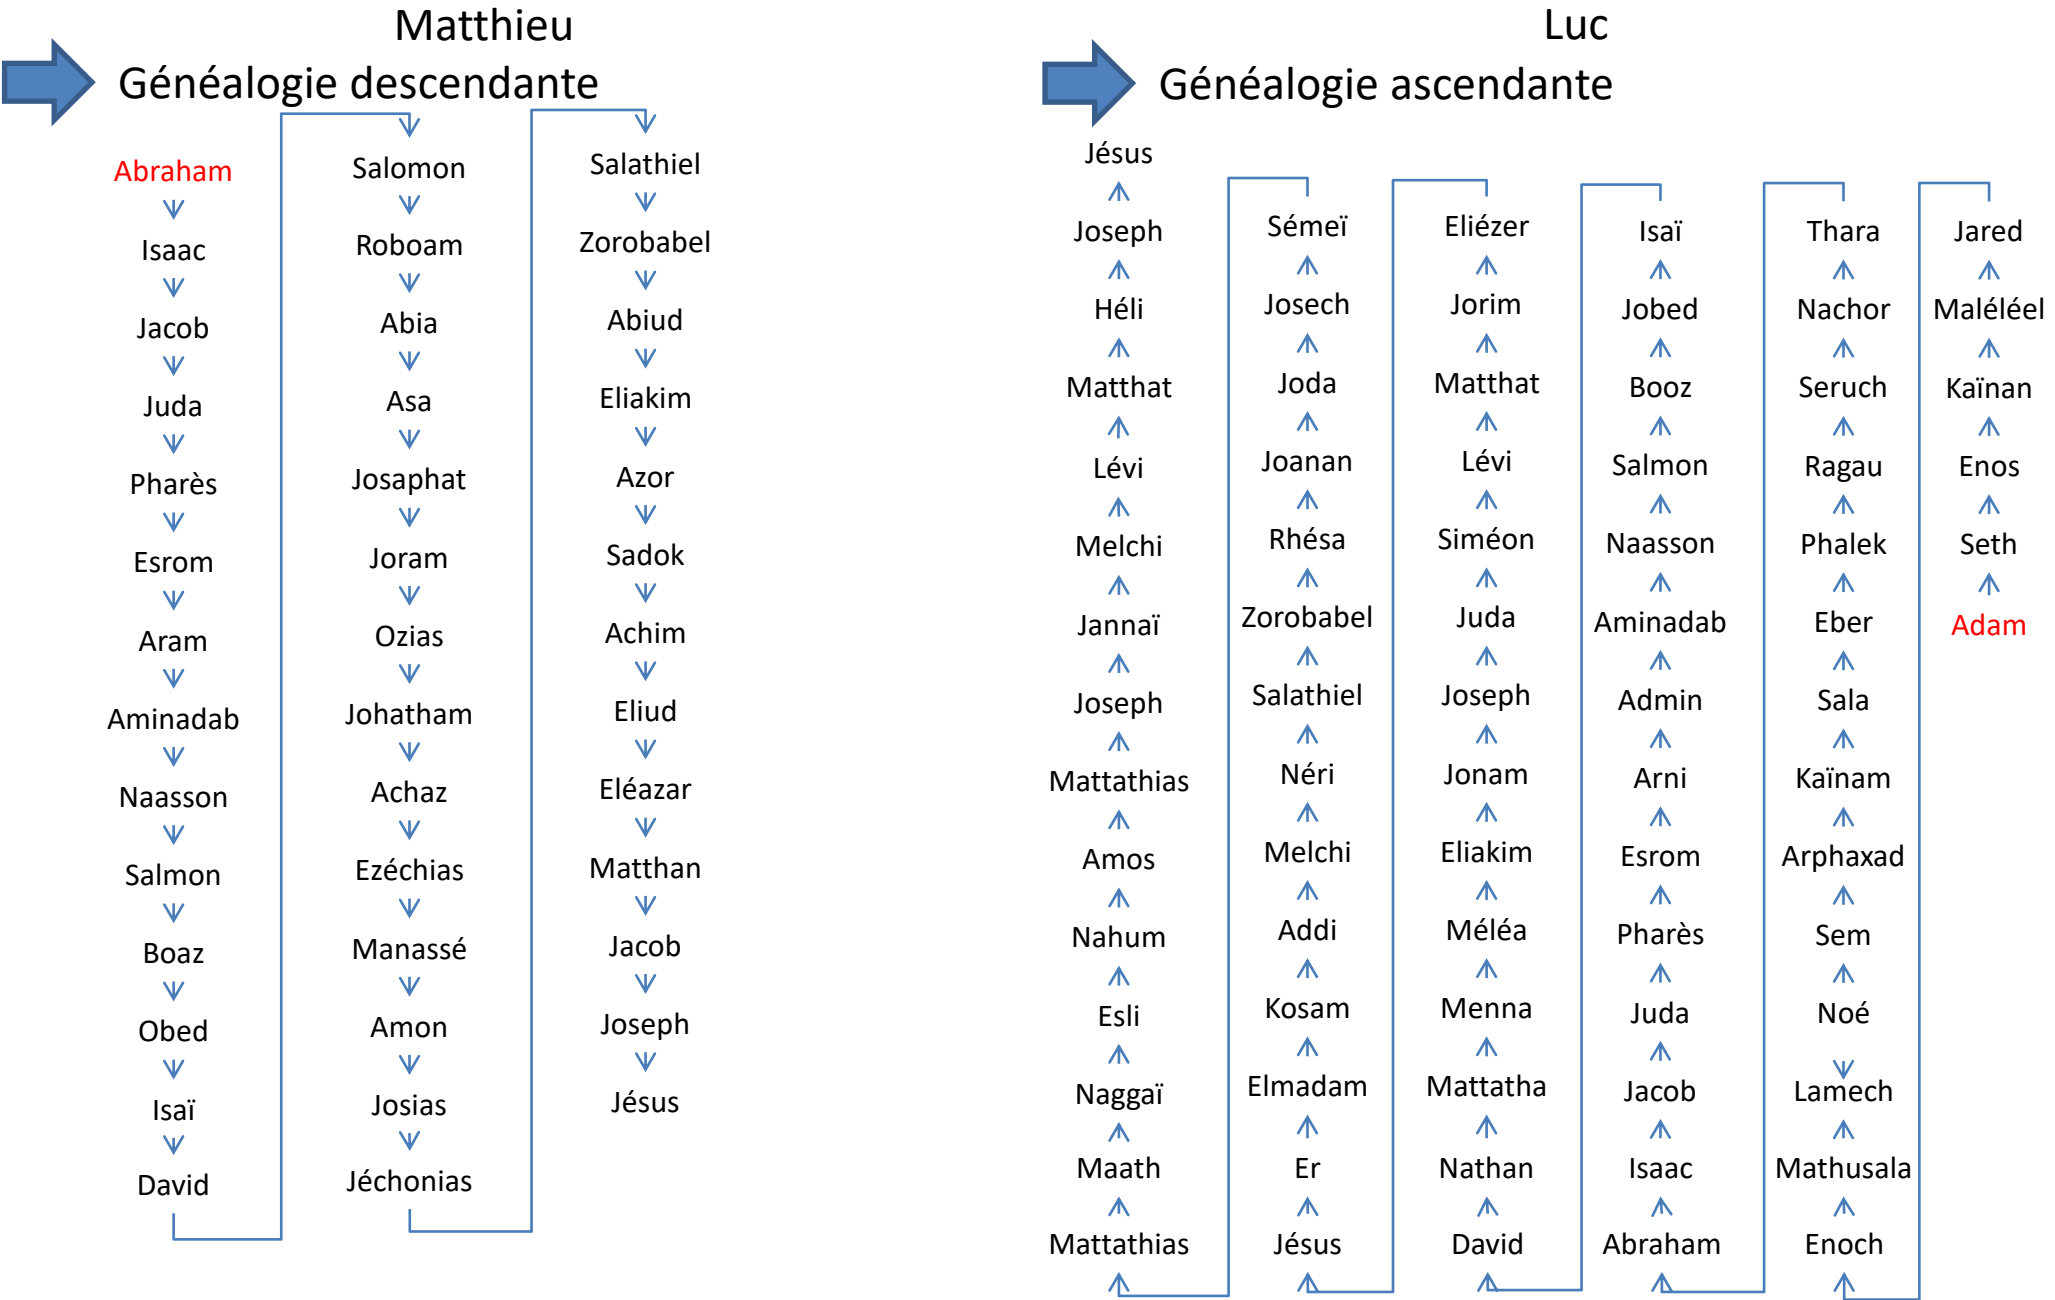 Matthieu
Généalogie descendante
Abraham
Isaac
Jacob
Juda
Pharès
Esrom
Aram
Aminadab
Naasson
Salmon
Boaz
Obed
Isaï
David
Salomon
Roboam
Abia
Asa
Josaphat
Joram
Ozias
Johatham
Achaz
Ezéchias
Manassé
Amon
Josias
Jéchonias
Salathiel
Zorobabel
Abiud
Eliakim
Azor
Sadok
Achim
Eliud
Eléazar
Matthan
Jacob
Joseph
Jésus
Luc
Généalogie ascendante
Jésus
Joseph
Héli
Matthat
Lévi
Melchi
Jannaï
Joseph
Mattathias
Amos
Nahum
Esli
Naggaï
Maath
Mattathias
Sémeï
Josech
Joda
Joanan
Rhésa
Zorobabel
Salathiel
Néri
Melchi
Addi
Kosam
Elmadam
Er
Jésus
Eliézer
Jorim
Matthat
Lévi
Siméon
Juda
Joseph
Jonam
Eliakim
Méléa
Menna
Mattatha
Nathan
David
Isaï
Jobed
Booz
Salmon
Naasson
Aminadab
Admin
Arni
Esrom
Pharès
Juda
Jacob
Isaac
Abraham
Thara
Nachor
Seruch
Ragau
Phalek
Eber
Sala
Kaïnam
Arphaxad
Sem
Noé
Lamech
Mathusala
Enoch
Jared
Maléléel
Kaïnan
Enos
Seth
Adam